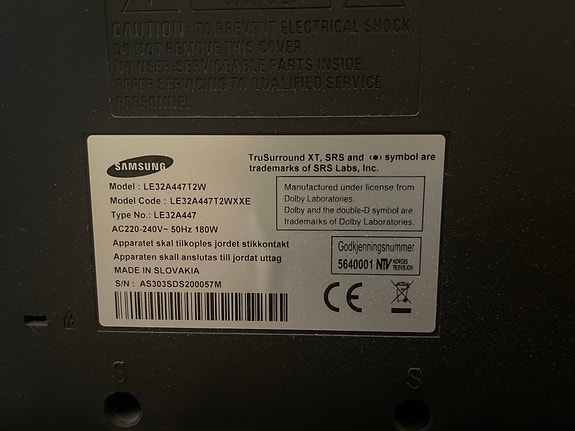 CAUTION: TO PREVENT ELECTRICAL SHOCK,
DO NOT REMOVE THIS COVER.
NO USER-SERVICEABLE PARTS INSIDE.
REFER SERVICING TO QUALIFIED SERVICE
PERSONNEL.
SAMSUNG
TruSurround XT, SRS and (●) symbol are
trademarks of SRS Labs, Inc.
Model : LE32A447T2W
Model Code : LE32A447T2WXXE
Type No.: LE32A447
AC220-240V~ 50Hz 180W
Apparatet skal tilkoples jordet stikkontakt
Apparaten skall anslutas till jordat uttag
MADE IN SLOVAKIA
S/N : AS303SDS200057M
Manufactured under license from
Dolby Laboratories.
Dolby and the double-D symbol are
trademarks of Dolby Laboratories.
Godkjenningsnummer
5640001 NTV NORDES TELEVISJON
CE
S
S